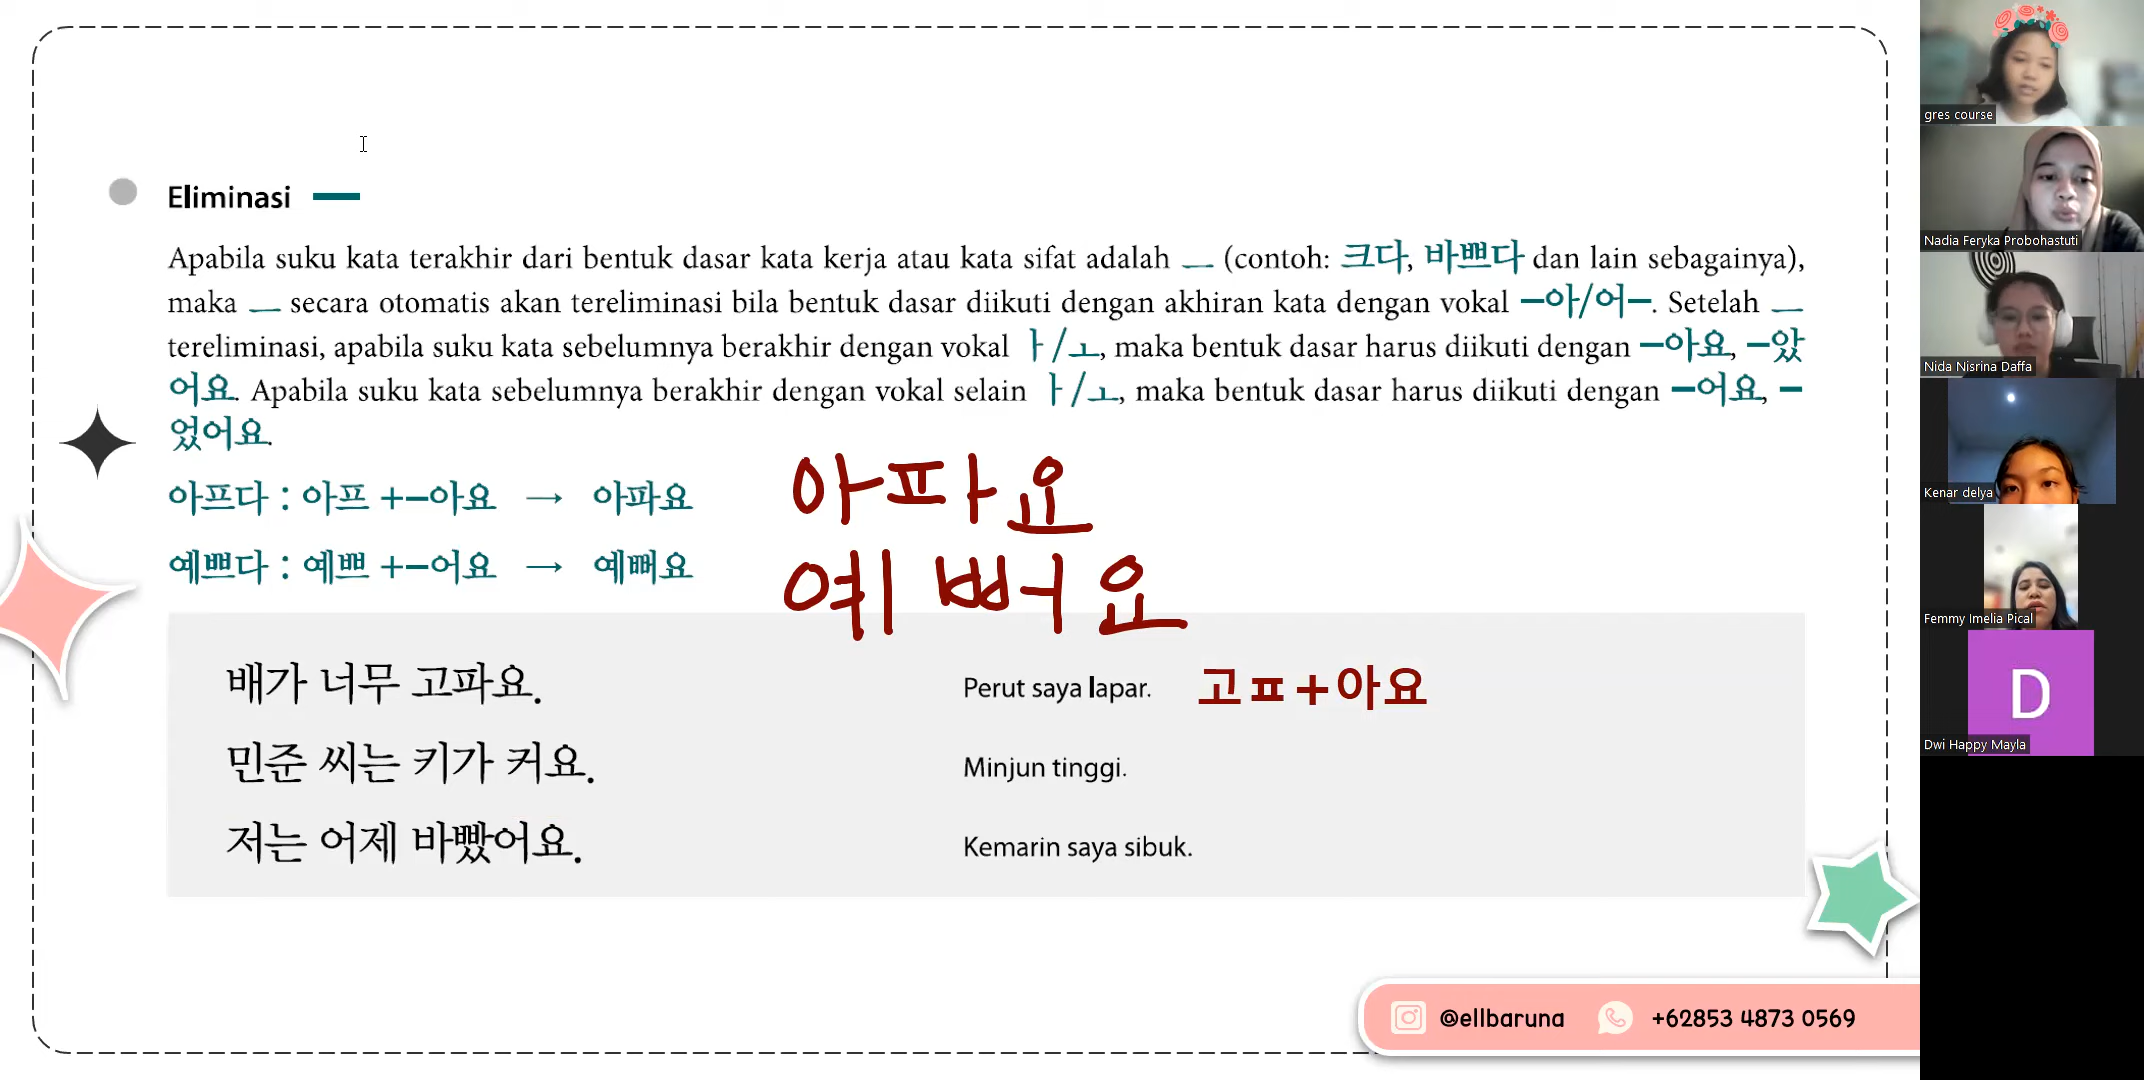 Eliminasi ㅡ
Apabila suku kata terakhir dari bentuk dasar kata kerja atau kata sifat adalah ㅡ (contoh: 크다, 바쁘다 dan lain sebagainya),
maka ㅡ secara otomatis akan tereliminasi bila bentuk dasar diikuti dengan akhiran kata dengan vokal –아/어–. Setelah ㅡ
tereliminasi, apabila suku kata sebelumnya berakhir dengan vokal ㅏ/ㅗ, maka bentuk dasar harus diikuti dengan –아요, –았
어요. Apabila suku kata sebelumnya berakhir dengan vokal selain ㅏ/ㅗ, maka bentuk dasar harus diikuti dengan –어요, –
었어요.
아프다 : 아프 +–아요 → 아파요 아파요
예쁘다 : 예쁘 +–어요 → 예뻐요 예뻐요
배가 너무 고파요. Perut saya lapar. 고ㅍ+아요
민준 씨는 키가 커요. Minjun tinggi.
저는 어제 바빴어요. Kemarin saya sibuk.
@ellbaruna +62853 4873 0569
gres course
Nadia Feryka Probohastuti
Nida Nisrina Daffa
Kenar delya
Femmy Imelia Pical
D
Dwi Happy Mayla